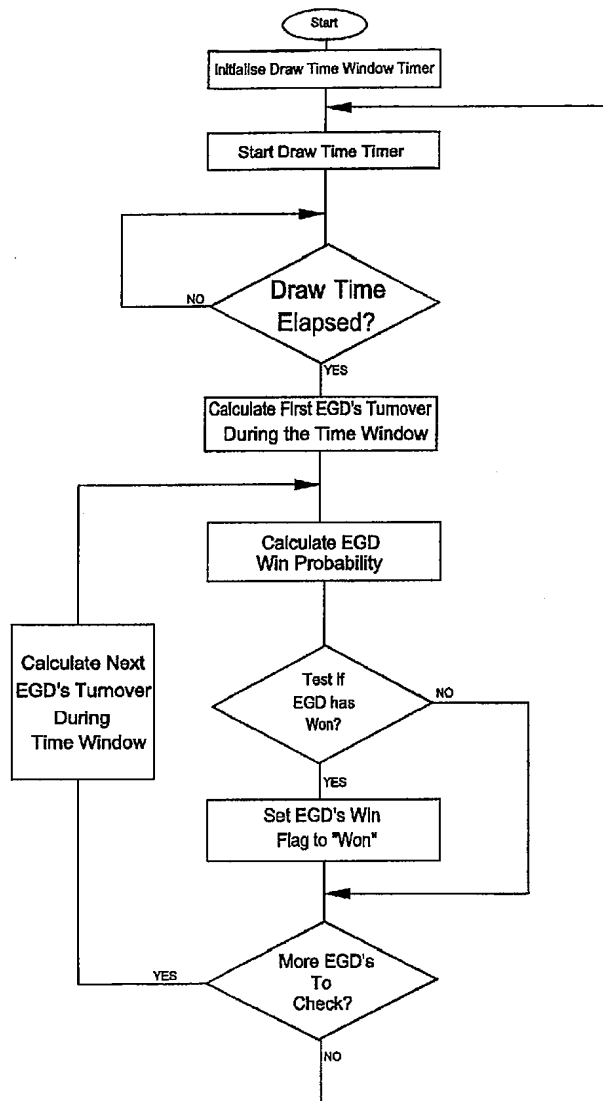 Start
Initialise Draw Time Window Timer
Start Draw Time Timer
Draw Time
Elapsed?
NO
YES
Calculate First EGD's Turnover
During the Time Window
Calculate EGD
Win Probability
Calculate Next
EGD's Turnover
During
Time Window
Test if
EGD has
Won?
NO
YES
Set EGD's Win
Flag to "Won"
More EGD's
To
Check?
YES
NO